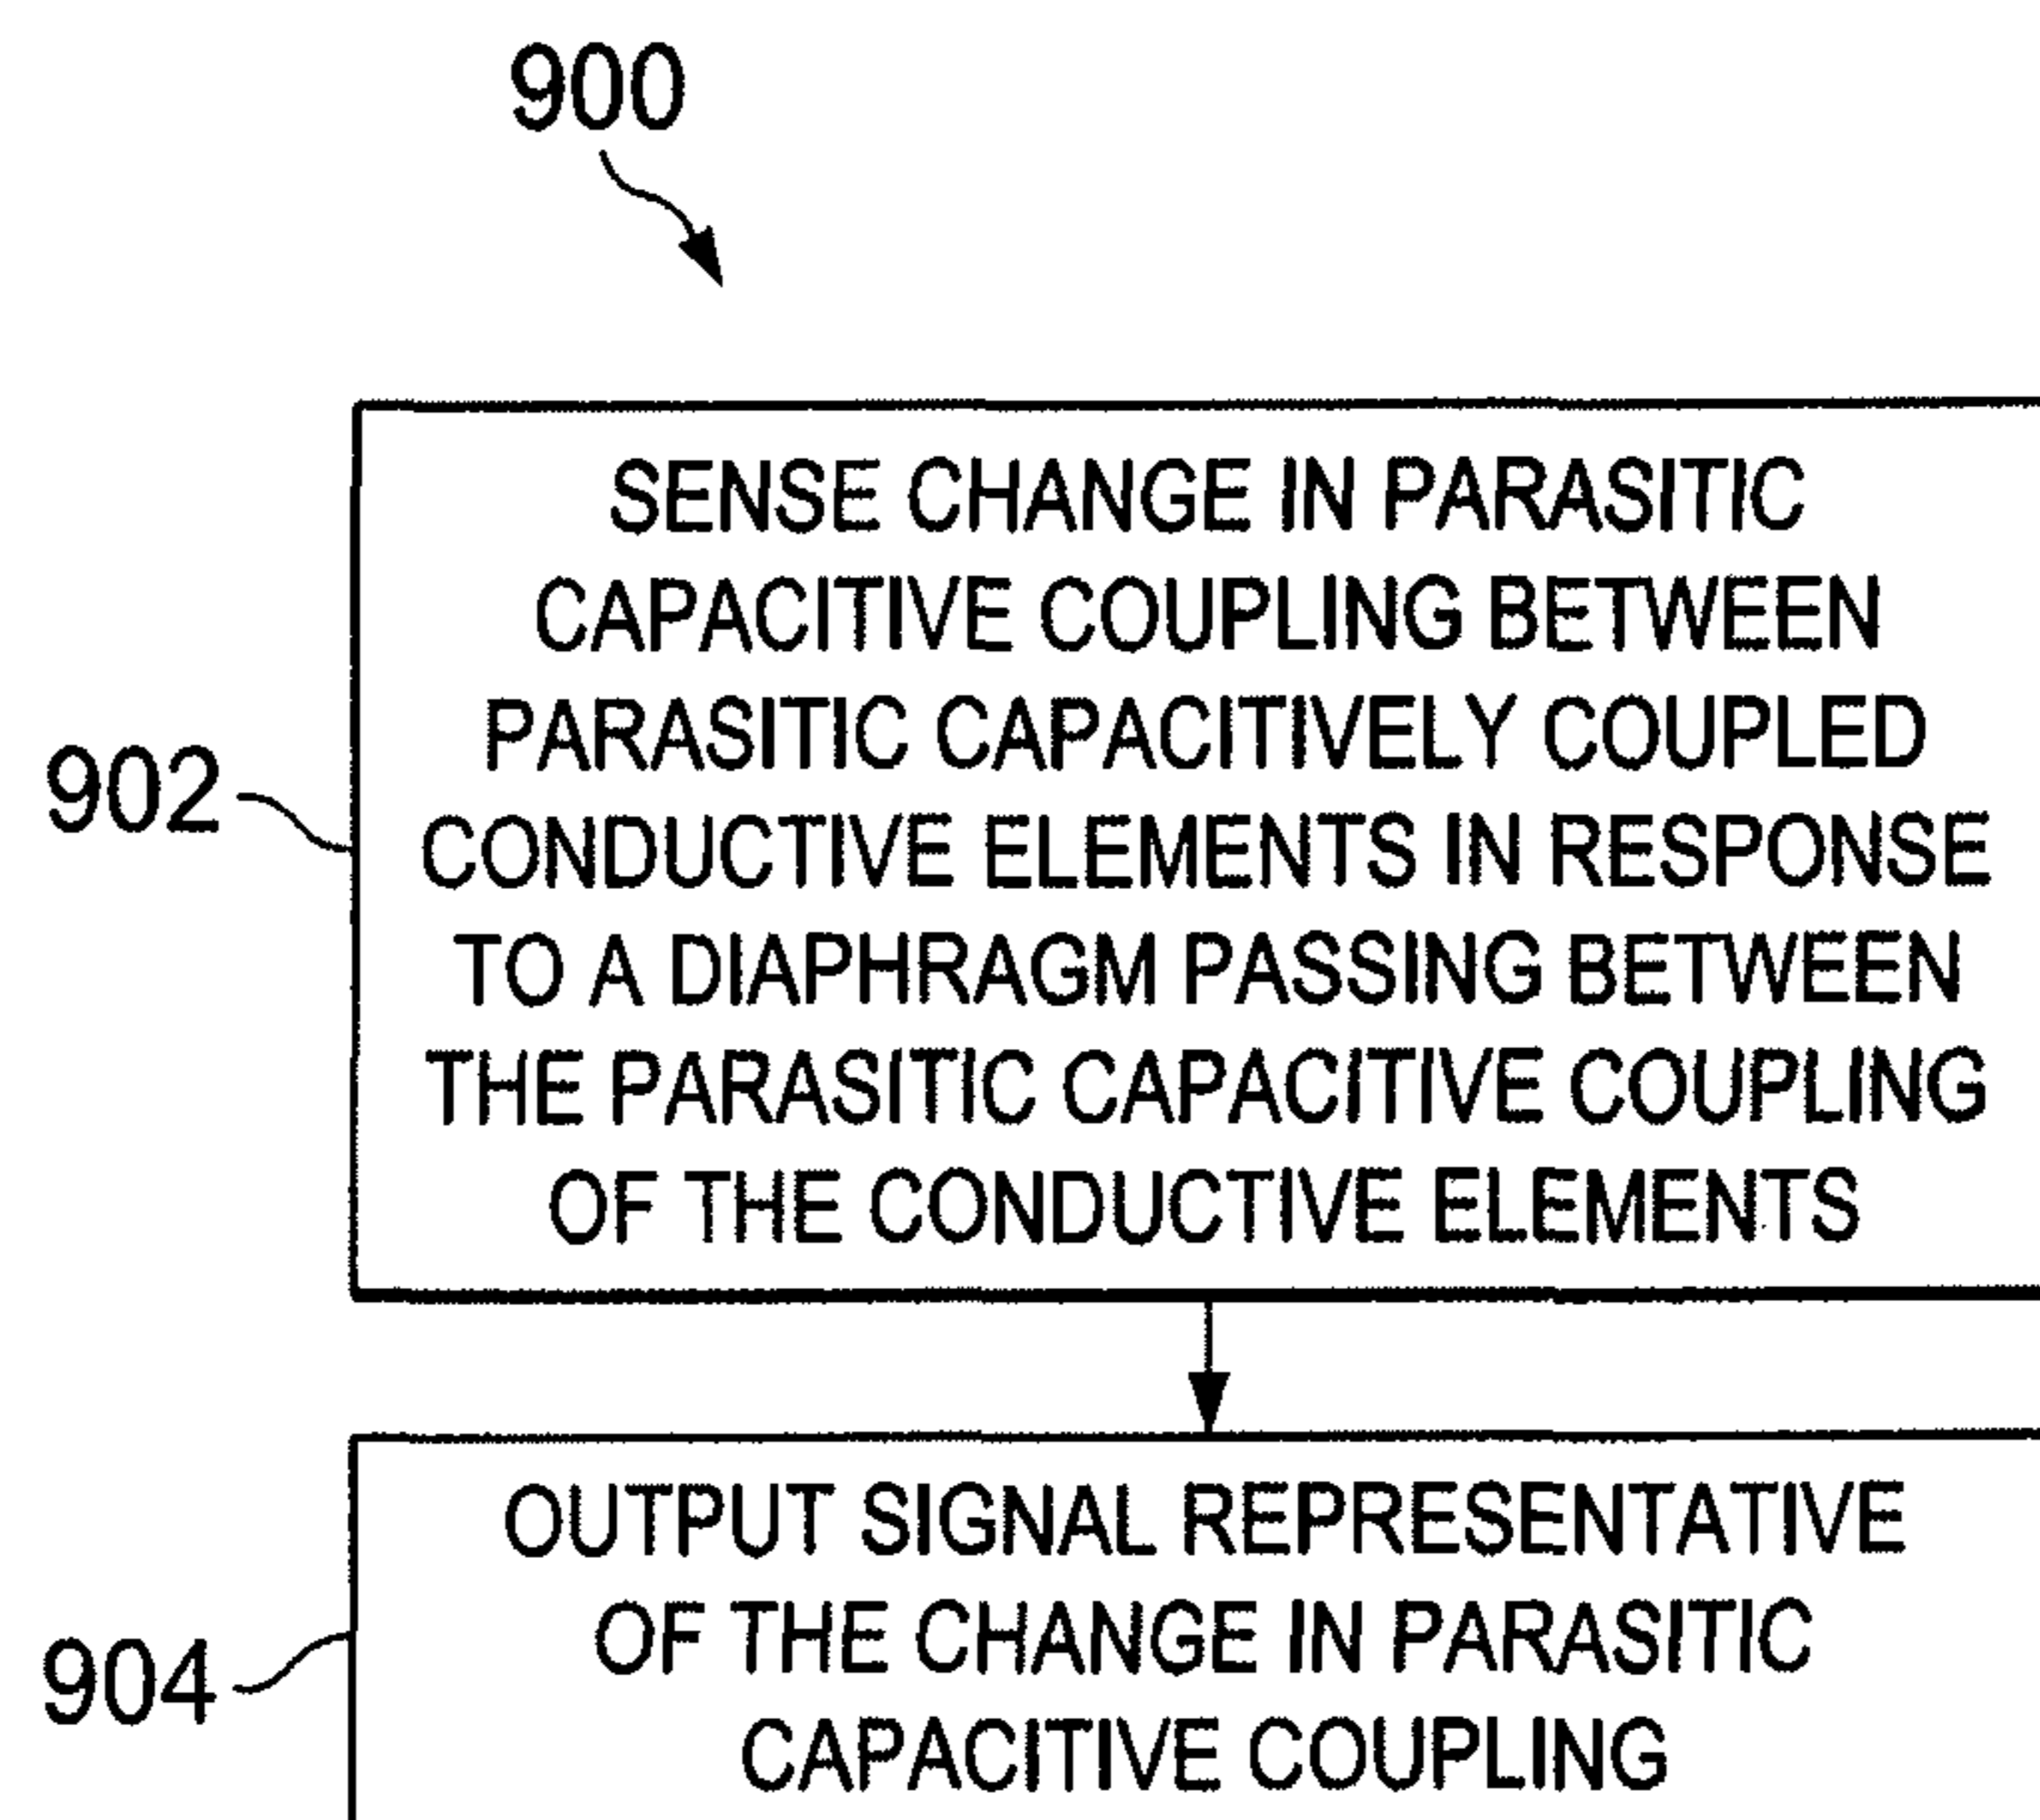 900
SENSE CHANGE IN PARASITIC
CAPACITIVE COUPLING BETWEEN
PARASITIC CAPACITIVELY COUPLED
902
CONDUCTIVE ELEMENTS IN RESPONSE
TO A DIAPHRAGM PASSING BETWEEN
THE PARASITIC CAPACITIVE COUPLING
OF THE CONDUCTIVE ELEMENTS
OUTPUT SIGNAL REPRESENTATIVE
OF THE CHANGE IN PARASITIC
904
CAPACITIVE COUPLING